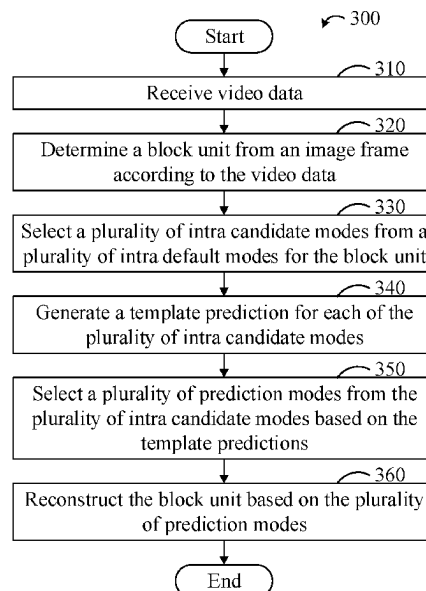 300
Start
310
Receive video data
320
Determine a block unit from an image frame
according to the video data
330
Select a plurality of intra candidate modes from a
plurality of intra default modes for the block unit
340
Generate a template prediction for each of the
plurality of intra candidate modes
350
Select a plurality of prediction modes from the
plurality of intra candidate modes based on the
template predictions
360
Reconstruct the block unit based on the plurality
of prediction modes
End